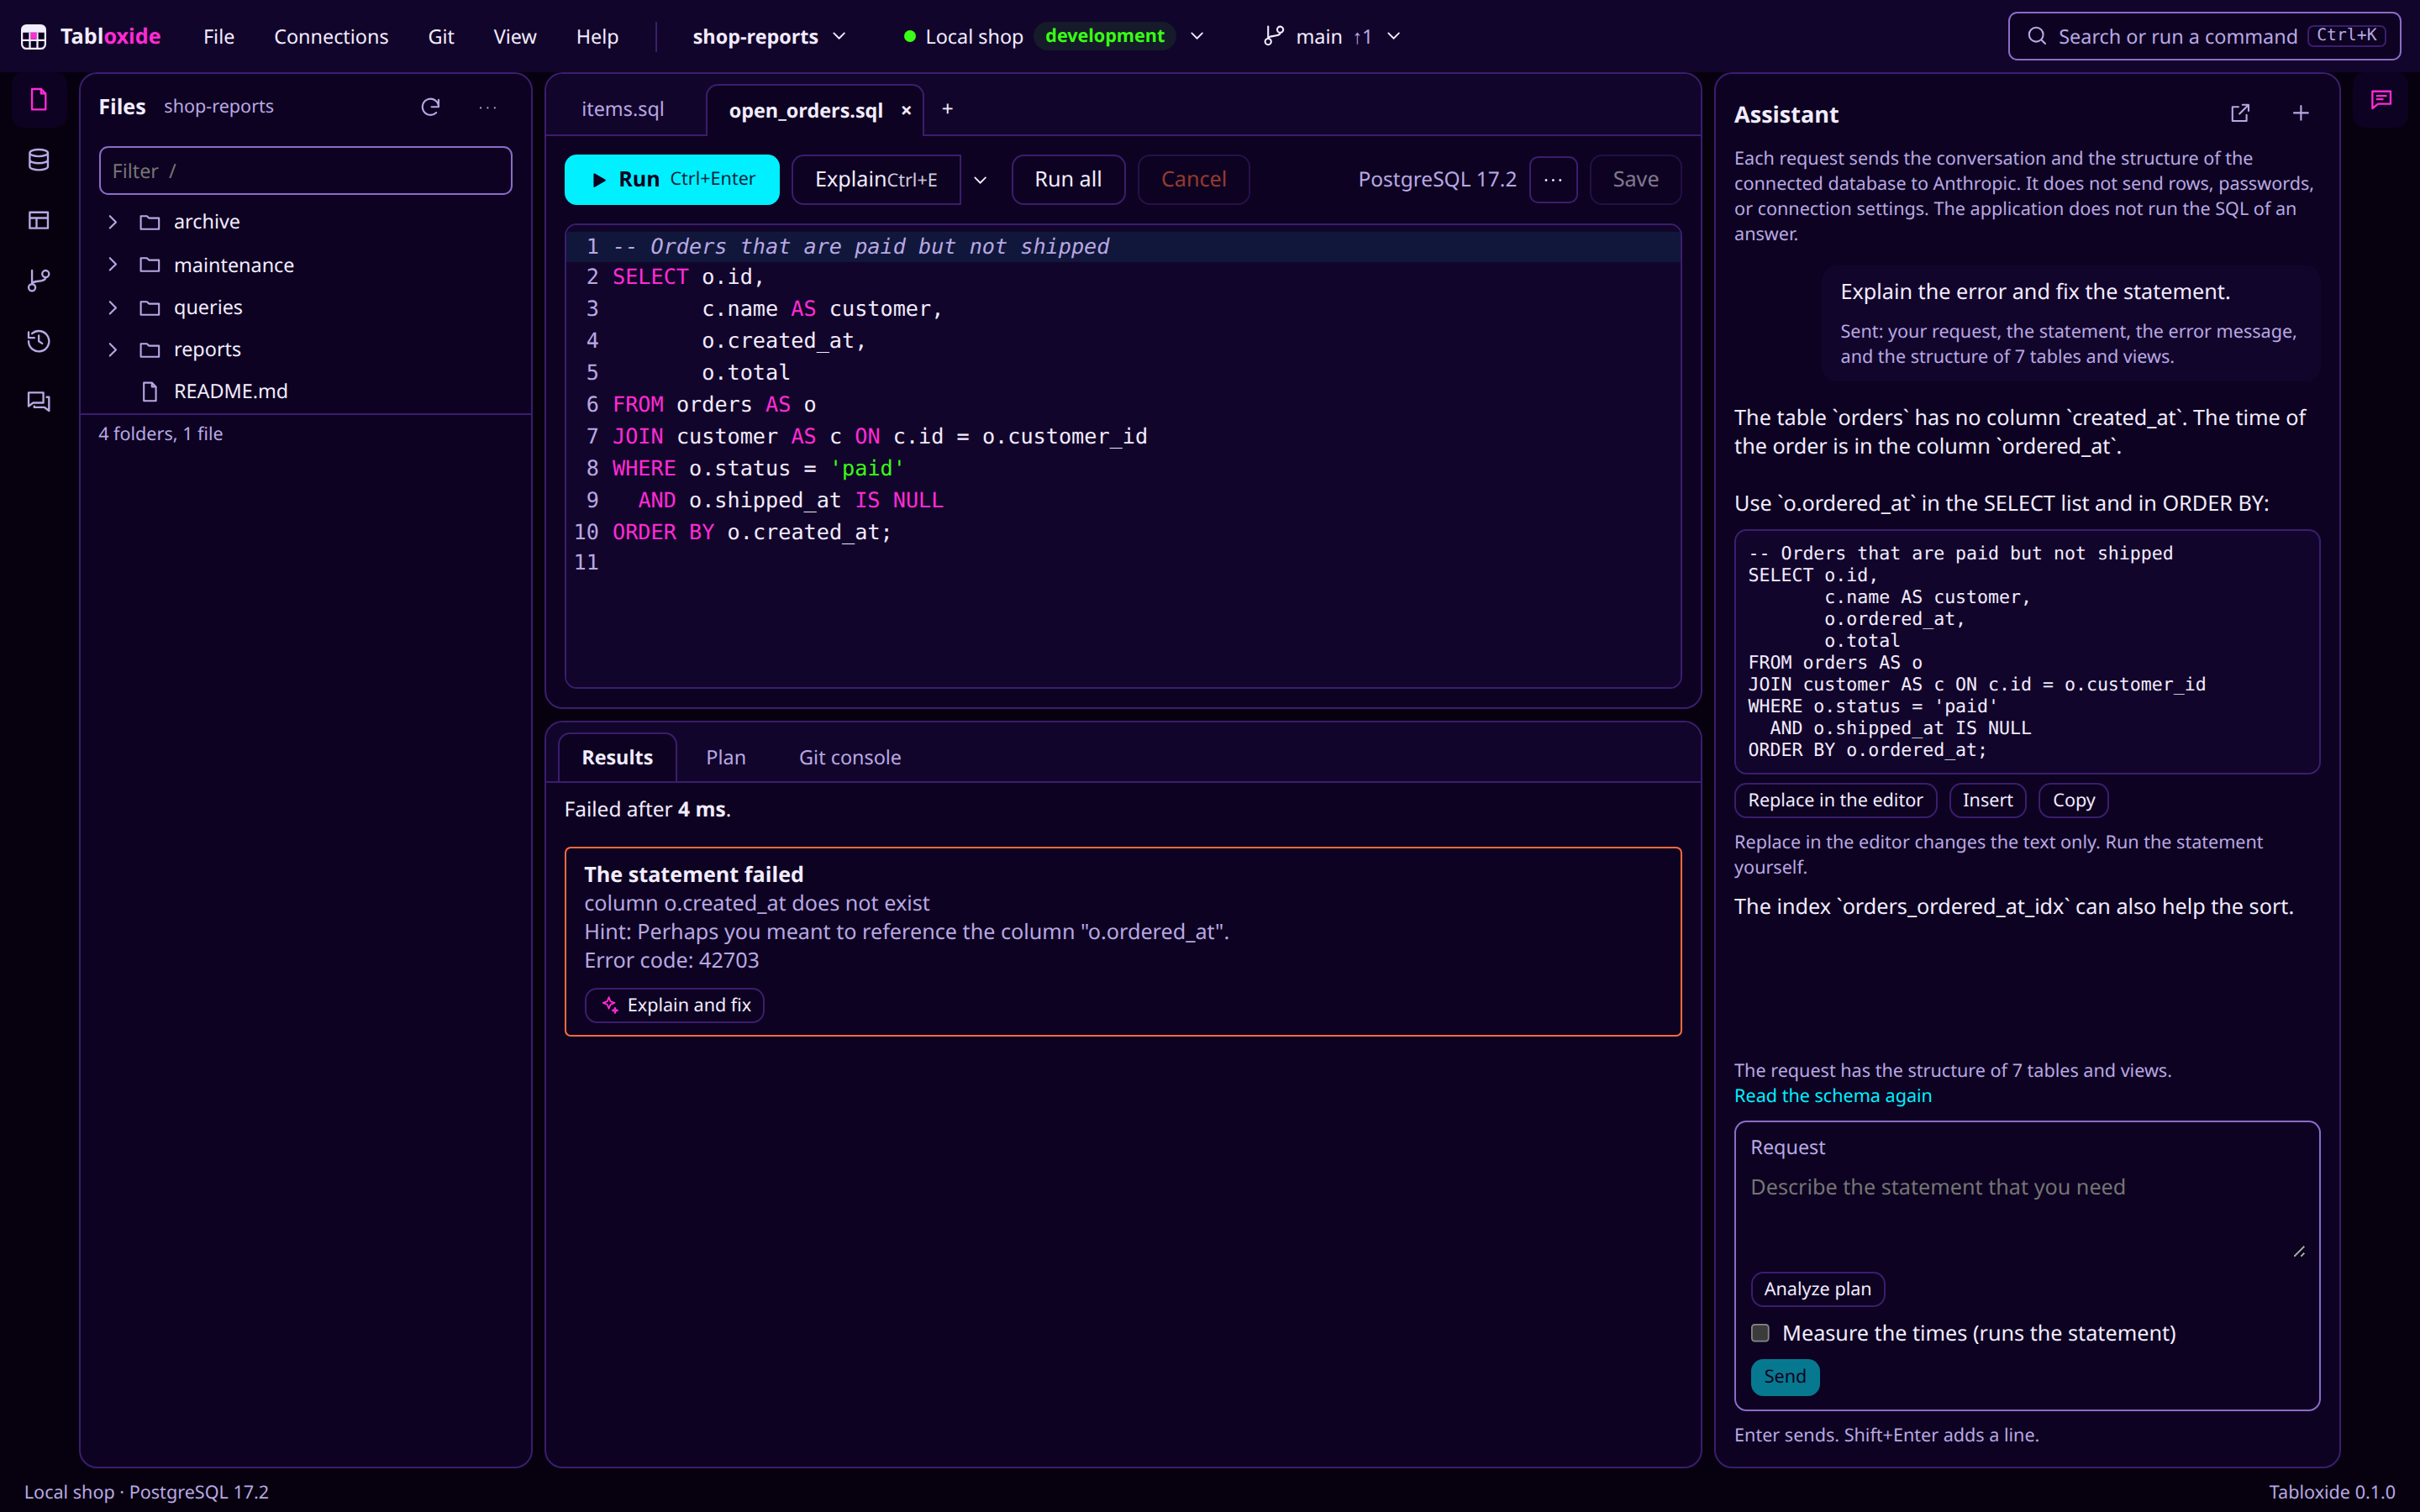 Tabloxide File Connections Git View Help shop-reports Local shop development main ↑1 Search or run a command Ctrl+K
Files shop-reports ···
Filter /
archive
maintenance
queries
reports
README.md
4 folders, 1 file
items.sql open_orders.sql × +
Run Ctrl+Enter Explain Ctrl+E Run all Cancel PostgreSQL 17.2 ··· Save
1 -- Orders that are paid but not shipped
2 SELECT o.id,
3        c.name AS customer,
4        o.created_at,
5        o.total
6 FROM orders AS o
7 JOIN customer AS c ON c.id = o.customer_id
8 WHERE o.status = 'paid'
9   AND o.shipped_at IS NULL
10 ORDER BY o.created_at;
11
Results Plan Git console
Failed after 4 ms.
The statement failed
column o.created_at does not exist
Hint: Perhaps you meant to reference the column "o.ordered_at".
Error code: 42703
Explain and fix
Assistant
Each request sends the conversation and the structure of the
connected database to Anthropic. It does not send rows, passwords,
or connection settings. The application does not run the SQL of an
answer.
Explain the error and fix the statement.
Sent: your request, the statement, the error message,
and the structure of 7 tables and views.
The table `orders` has no column `created_at`. The time of
the order is in the column `ordered_at`.
Use `o.ordered_at` in the SELECT list and in ORDER BY:
-- Orders that are paid but not shipped
SELECT o.id,
       c.name AS customer,
       o.ordered_at,
       o.total
FROM orders AS o
JOIN customer AS c ON c.id = o.customer_id
WHERE o.status = 'paid'
  AND o.shipped_at IS NULL
ORDER BY o.ordered_at;
Replace in the editor Insert Copy
Replace in the editor changes the text only. Run the statement
yourself.
The index `orders_ordered_at_idx` can also help the sort.
The request has the structure of 7 tables and views.
Read the schema again
Request
Describe the statement that you need
Analyze plan
Measure the times (runs the statement)
Send
Enter sends. Shift+Enter adds a line.
Local shop · PostgreSQL 17.2 Tabloxide 0.1.0